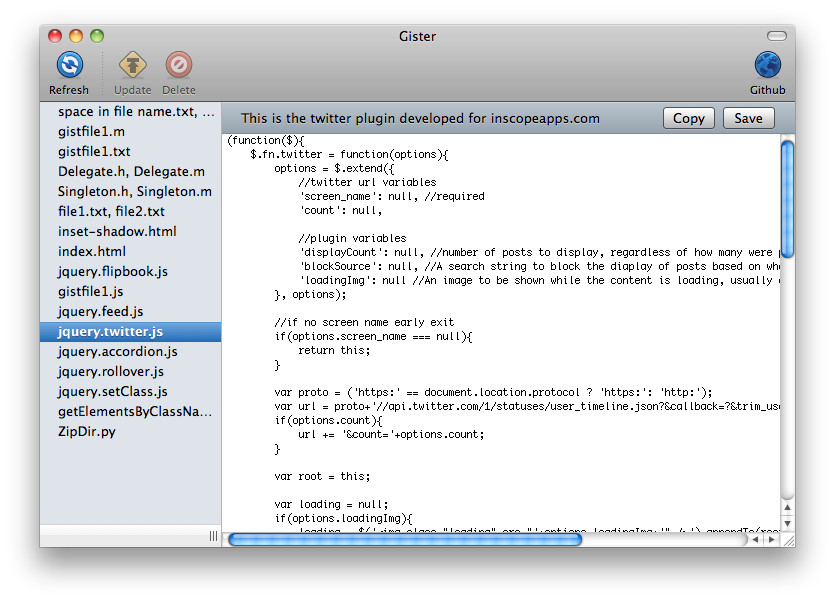 Gister
Refresh
Update
Delete
Github
space in file name.txt, ...
gistfile1.m
gistfile1.txt
Delegate.h, Delegate.m
Singleton.h, Singleton.m
file1.txt, file2.txt
inset-shadow.html
index.html
jquery.flipbook.js
gistfile1.js
jquery.feed.js
jquery.twitter.js
jquery.accordion.js
jquery.rollover.js
jquery.setClass.js
getElementsByClassNa...
ZipDir.py
This is the twitter plugin developed for inscopeapps.com
Copy
Save
(function($){
$.fn.twitter = function(options){
options = $.extend({
//twitter url variables
'screen_name': null, //required
'count': null,
//plugin variables
'displayCount': null, //number of posts to display, regardless of how many were
'blockSource': null, //A search string to block the diaplay of posts based on
'loadingImg': null //An image to be shown while the content is loading, usually
}, options);
//if no screen name early exit
if(options.screen_name === null){
return this;
}
var proto = ('https:' == document.location.protocol ? 'https:': 'http:');
var url = proto+'//api.twitter.com/1/statuses/user_timeline.json?&callback=?&trim_us
if(options.count){
url += '&count='+options.count;
}
var root = this;
var loading = null;
if(options.loadingImg){